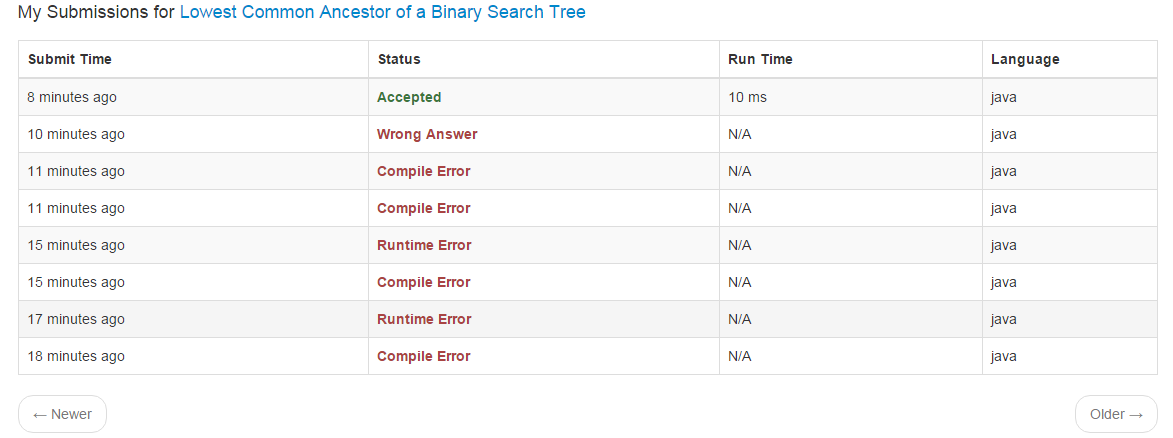 My Submissions for Lowest Common Ancestor of a Binary Search Tree
Submit Time Status Run Time Language
8 minutes ago Accepted 10 ms java
10 minutes ago Wrong Answer N/A java
11 minutes ago Compile Error N/A java
11 minutes ago Compile Error N/A java
15 minutes ago Runtime Error N/A java
15 minutes ago Compile Error N/A java
17 minutes ago Runtime Error N/A java
18 minutes ago Compile Error N/A java
← Newer Older →